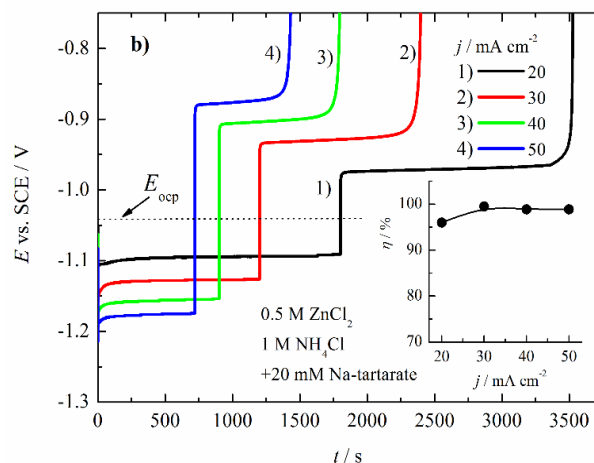 b)
j / mA cm⁻²
1) 20
2) 30
3) 40
4) 50
4)
3)
2)
1)
E_ocp
0.5 M ZnCl₂
1 M NH₄Cl
+20 mM Na-tartarate
E vs. SCE / V
-0.8
-0.9
-1.0
-1.1
-1.2
-1.3
0 500 1000 1500 2000 2500 3000 3500
t / s
η / %
100
90
80
70
20 30 40 50
j / mA cm⁻²